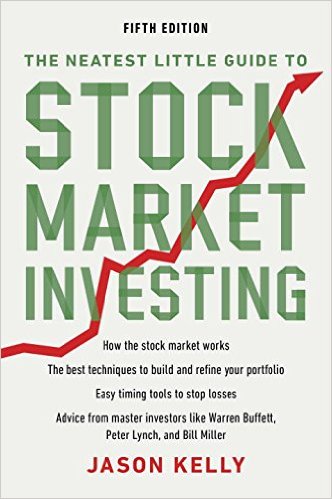 FIFTH EDITION
THE NEATEST LITTLE GUIDE TO
STOCK
MARKET
INVESTING
How the stock market works
The best techniques to build and refine your portfolio
Easy timing tools to stop losses
Advice from master investors like Warren Buffett,
Peter Lynch, and Bill Miller
JASON KELLY